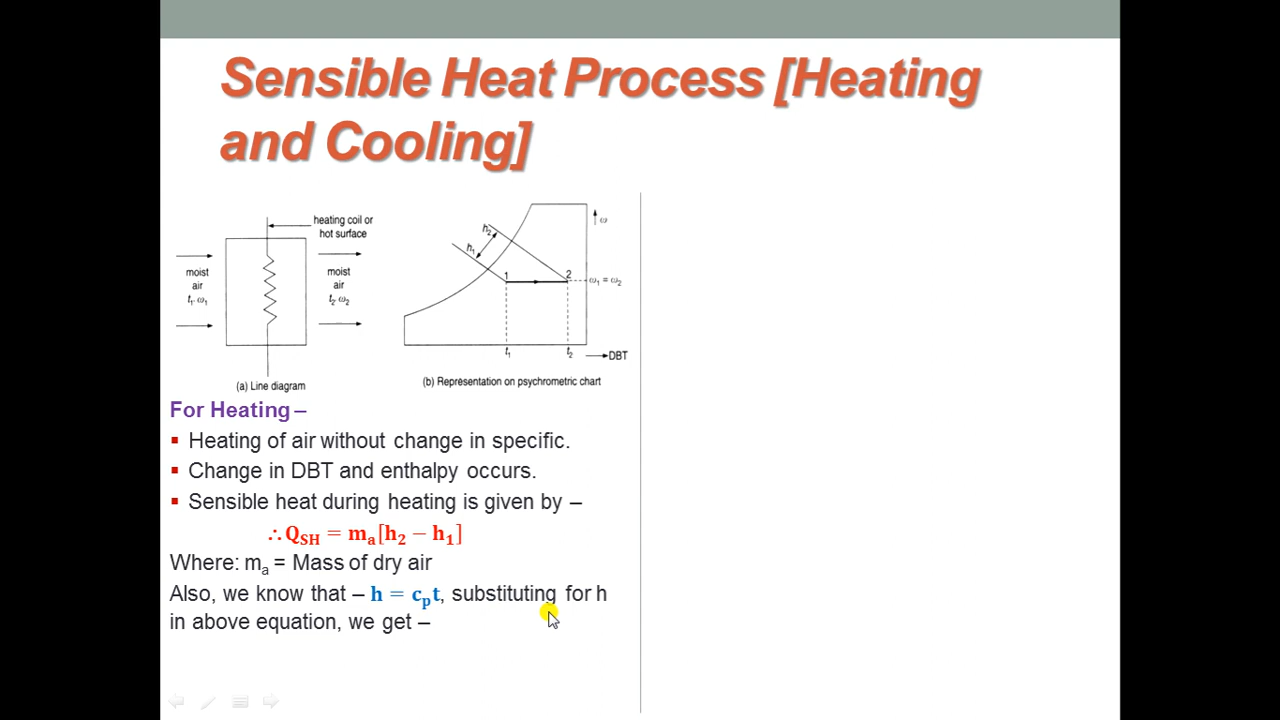 Sensible Heat Process [Heating
and Cooling]
heating coil or
hot surface
moist
air
t₁, ω₁
moist
air
t₂ ω₂
(a) Line diagram
h₂
h₁
1
2
ω
ω₁ = ω₂
t₁
t₂
DBT
(b) Representation on psychrometric chart
For Heating –
▪ Heating of air without change in specific.
▪ Change in DBT and enthalpy occurs.
▪ Sensible heat during heating is given by –
∴ Q_SH = mₐ[h₂ − h₁]
Where: mₐ = Mass of dry air
Also, we know that – h = cₚt, substituting for h
in above equation, we get –